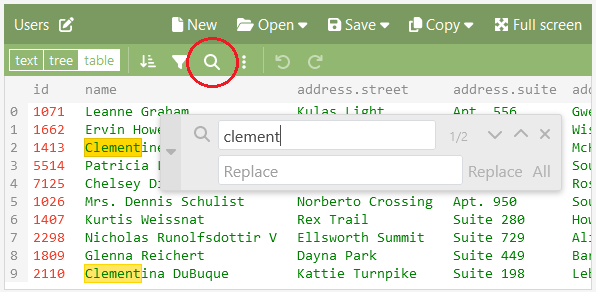 Users New Open Save Copy Full screen
text tree table
id name address.street address.suite add
0 1071 Leanne Graham Kulas Light Apt. 556 Gwe
1 1662 Ervin Howe Wis
2 1413 Clementine McK
3 5514 Patricia Sou
4 7125 Chelsey Di Ros
5 1026 Mrs. Dennis Schulist Norberto Crossing Apt. 950 Sou
6 1407 Kurtis Weissnat Rex Trail Suite 280 How
7 2298 Nicholas Runolfsdottir V Ellsworth Summit Suite 729 Ali
8 1809 Glenna Reichert Dayna Park Suite 449 Bar
9 2110 Clementina DuBuque Kattie Turnpike Suite 198 Leb
clement 1/2
Replace Replace All